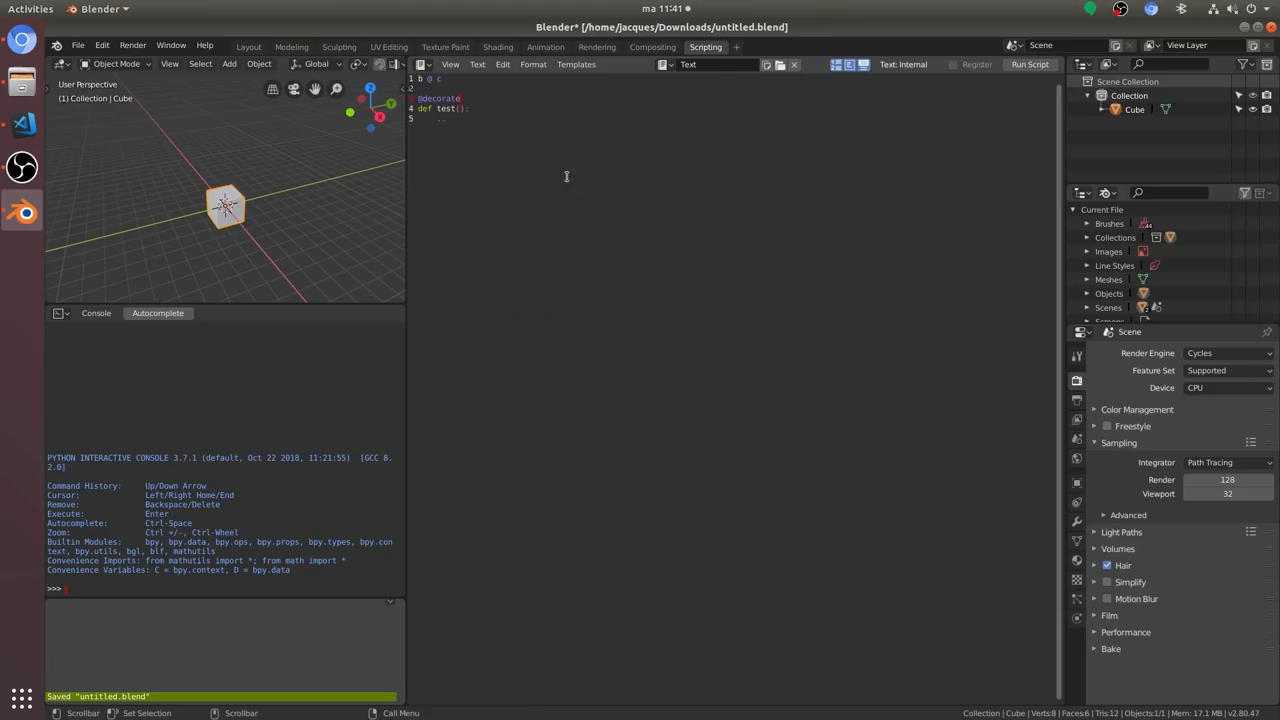 Activities
Blender
ma 11:41
Blender* [/home/jacques/Downloads/untitled.blend]
File Edit Render Window Help
Layout Modeling Sculpting UV Editing Texture Paint Shading Animation Rendering Compositing Scripting +
Scene
View Layer
Object Mode View Select Add Object Global
View Text Edit Format Templates
Text
Text: Internal
Register
Run Script
User Perspective
(1) Collection | Cube
Z
Y
X
1 b @ c
2
@decorate
4 def test():
5 ..
Scene Collection
Collection
Cube
Current File
Brushes
44
Collections
Images
Line Styles
Meshes
Objects
Scenes
2
Console Autocomplete
PYTHON INTERACTIVE CONSOLE 3.7.1 (default, Oct 22 2018, 11:21:55)  [GCC 8.
2.0]
Command History: Up/Down Arrow
Cursor: Left/Right Home/End
Remove: Backspace/Delete
Execute: Enter
Autocomplete: Ctrl-Space
Zoom: Ctrl +/-, Ctrl-Wheel
Builtin Modules: bpy, bpy.data, bpy.ops, bpy.props, bpy.types, bpy.con
text, bpy.utils, bgl, blf, mathutils
Convenience Imports: from mathutils import *; from math import *
Convenience Variables: C = bpy.context, D = bpy.data
>>>
Scene
Render Engine Cycles
Feature Set Supported
Device CPU
Color Management
Freestyle
Sampling
Integrator Path Tracing
Render 128
Viewport 32
Advanced
Light Paths
Volumes
Hair
Simplify
Motion Blur
Film
Performance
Bake
Saved "untitled.blend"
Scrollbar
Set Selection
Scrollbar
Call Menu
Collection | Cube | Verts:8 | Faces:6 | Tris:12 | Objects:1/1 | Mem: 17.1 MB | v2.80.47